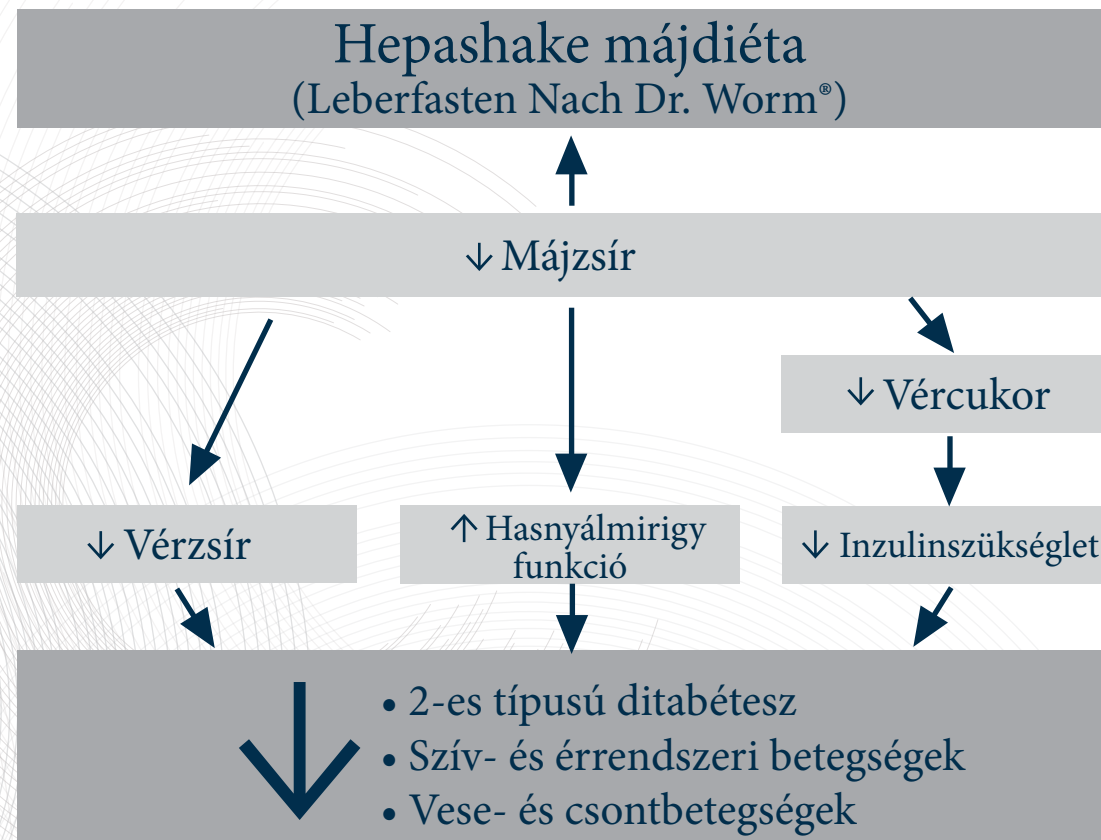 Hepashake májdiéta
(Leberfasten Nach Dr. Worm®)
↓ Májzsír
↓ Vércukor
↓ Vérzsír
↑ Hasnyálmirigy
funkció
↓ Inzulinszükséglet
• 2-es típusú ditabétesz
• Szív- és érrendszeri betegségek
• Vese- és csontbetegségek